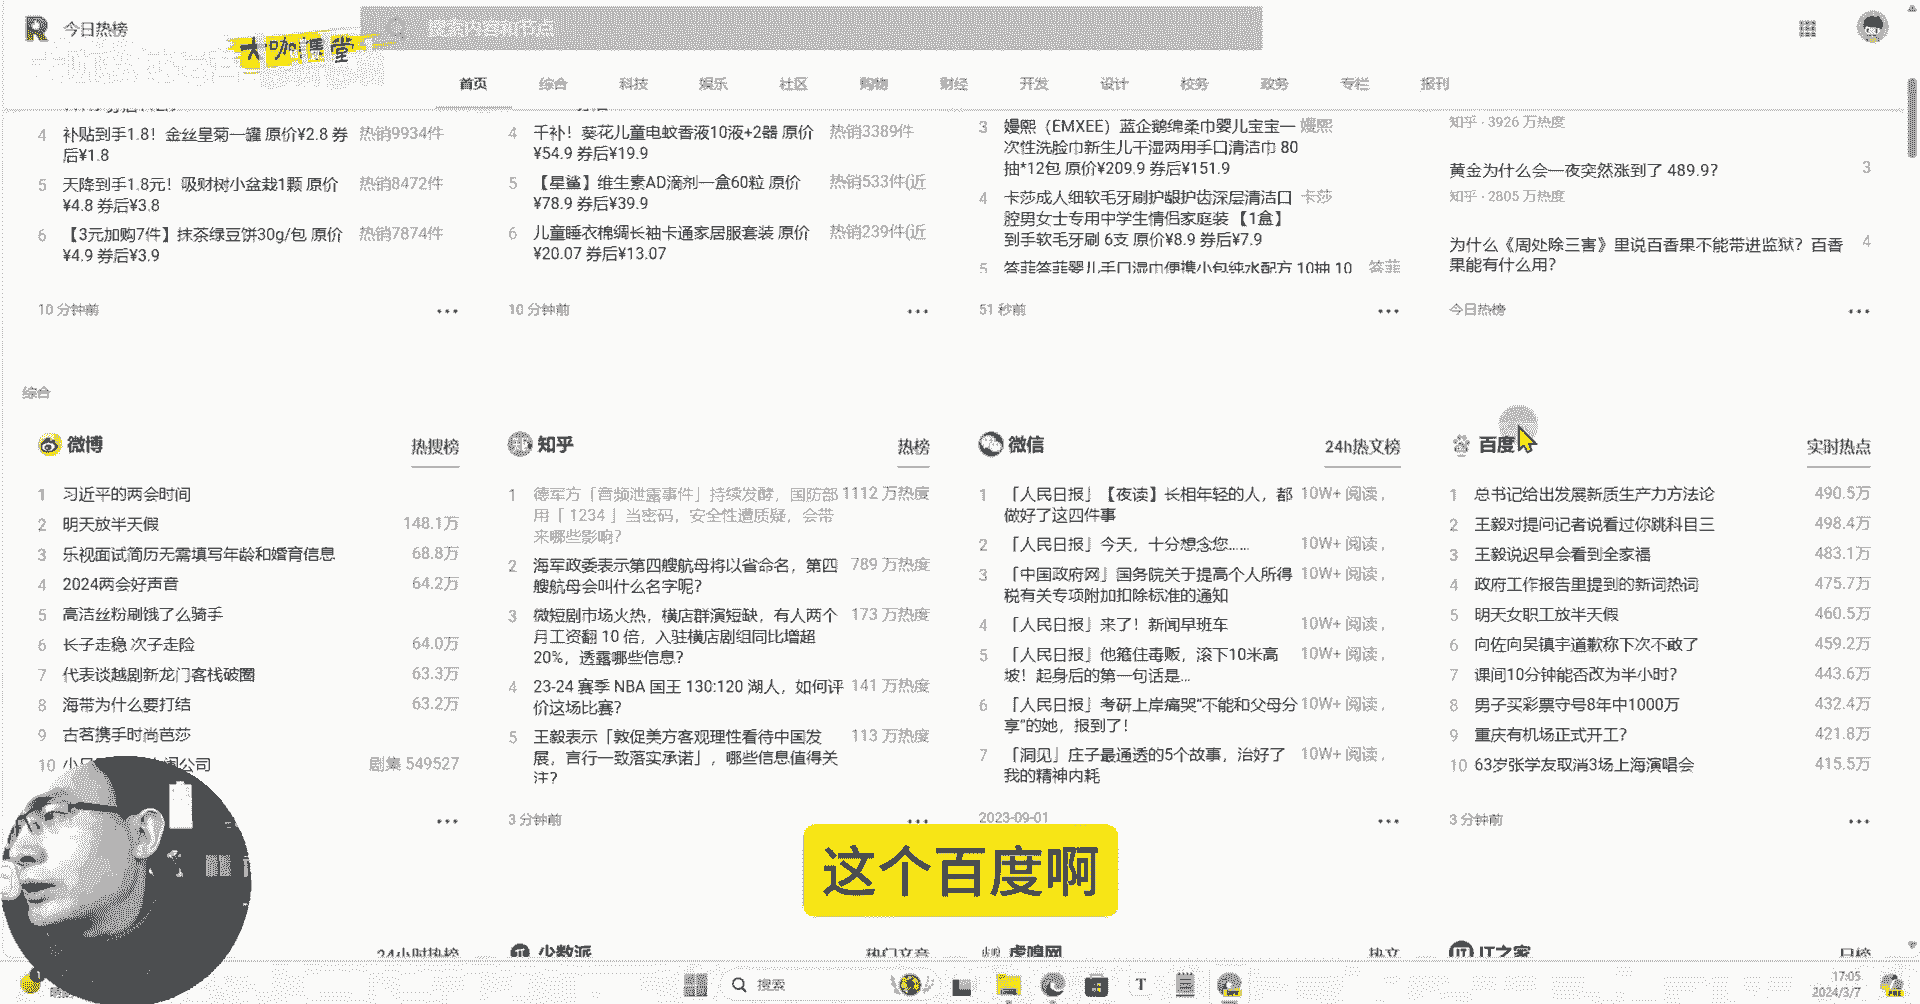 今日热榜
搜索内容和节点
大咖课堂
首页 综合 科技 娱乐 社区 购物 财经 开发 设计 校务 政务 专栏 报刊
4 补贴到手1.8！金丝皇菊一罐 原价¥2.8 券后¥1.8 热销9934件
5 天降到手1.8元！吸财树小盆栽1颗 原价¥4.8 券后¥3.8 热销8472件
6 【3元加购7件】抹茶绿豆饼30g/包 原价¥4.9 券后¥3.9 热销7874件
10 分钟前
4 千补！葵花儿童电蚊香液10液+2器 原价¥54.9 券后¥19.9 热销3389件
5 【星鲨】维生素AD滴剂一盒60粒 原价¥78.9 券后¥39.9 热销533件(近
6 儿童睡衣棉绸长袖卡通家居服套装 原价¥20.07 券后¥13.07 热销239件(近
10 分钟前
3 嫚熙（EMXEE）蓝企鹅绵柔巾婴儿宝宝一次性洗脸巾新生儿干湿两用手口清洁巾 80抽*12包 原价¥209.9 券后¥151.9 嫚熙
4 卡莎成人细软毛牙刷护龈护齿深层清洁口腔男女士专用中学生情侣家庭装 【1盒】到手软毛牙刷 6支 原价¥8.9 券后¥7.9 卡莎
5 答菲答菲婴儿手口湿巾便携小包纯水配方 10抽 10 答菲
51 秒前
知乎 · 3926 万热度
黄金为什么会一夜突然涨到了 489.9？ 3
知乎 · 2805 万热度
为什么《周处除三害》里说百香果不能带进监狱？百香果能有什么用？ 4
今日热榜
综合
微博 热搜榜
1 习近平的两会时间
2 明天放半天假 148.1万
3 乐视面试简历无需填写年龄和婚育信息 68.8万
4 2024两会好声音 64.2万
5 高洁丝粉刷饿了么骑手
6 长子走稳 次子走险 64.0万
7 代表谈越剧新龙门客栈破圈 63.3万
8 海带为什么要打结 63.2万
9 古茗携手时尚芭莎
10 公司 剧集 549527
知乎 热榜
1 德军方「音频泄露事件」持续发酵，国防部用「 1234 」当密码，安全性遭质疑，会带来哪些影响？ 1112 万热度
2 海军政委表示第四艘航母将以省命名，第四艘航母会叫什么名字呢？ 789 万热度
3 微短剧市场火热，横店群演短缺，有人两个月工资翻 10 倍，入驻横店剧组同比增超 20%，透露哪些信息？ 173 万热度
4 23-24 赛季 NBA 国王 130:120 湖人，如何评价这场比赛？ 141 万热度
5 王毅表示「敦促美方客观理性看待中国发展，言行一致落实承诺」，哪些信息值得关注？ 113 万热度
3 分钟前
微信 24h热文榜
1 「人民日报」【夜读】长相年轻的人，都做好了这四件事 10W+ 阅读 ,
2 「人民日报」今天，十分想念您…… 10W+ 阅读 ,
3 「中国政府网」国务院关于提高个人所得税有关专项附加扣除标准的通知 10W+ 阅读 ,
4 「人民日报」来了！新闻早班车 10W+ 阅读 ,
5 「人民日报」他箍住毒贩，滚下10米高坡！起身后的第一句话是… 10W+ 阅读 ,
6 「人民日报」考研上岸痛哭“不能和父母分享”的她，报到了！ 10W+ 阅读 ,
7 「洞见」庄子最通透的5个故事，治好了我的精神内耗 10W+ 阅读 ,
2023-09-01
百度 实时热点
1 总书记给出发展新质生产力方法论 490.5万
2 王毅对提问记者说看过你跳科目三 498.4万
3 王毅说迟早会看到全家福 483.1万
4 政府工作报告里提到的新词热词 475.7万
5 明天女职工放半天假 460.5万
6 向佐向吴镇宇道歉称下次不敢了 459.2万
7 课间10分钟能否改为半小时？ 443.6万
8 男子买彩票守号8年中1000万 432.4万
9 重庆有机场正式开工？ 421.8万
10 63岁张学友取消3场上海演唱会 415.5万
3 分钟前
这个百度啊
24小时热榜
少数派 热门文章
虎嗅网 热文
IT之家 日榜
搜索
17:05
2024/3/7